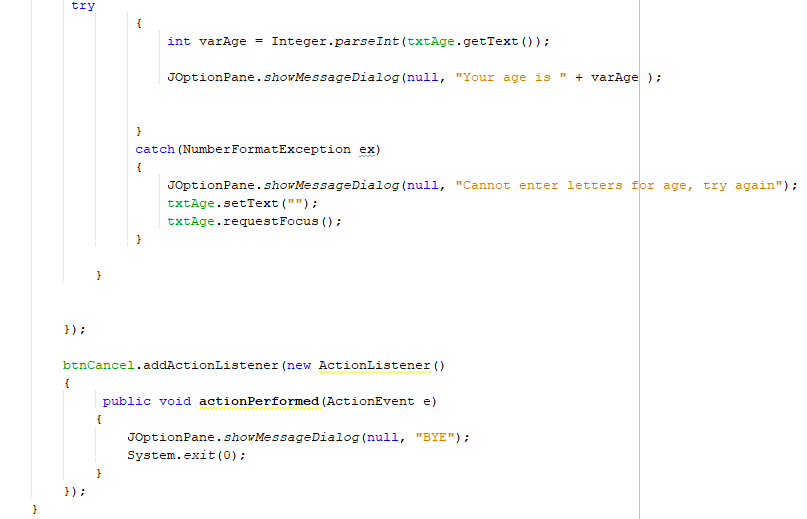 try
{
int varAge = Integer.parseInt(txtAge.getText());
JOptionPane.showMessageDialog(null, "Your age is " + varAge );
}
catch(NumberFormatException ex)
{
JOptionPane.showMessageDialog(null, "Cannot enter letters for age, try again");
txtAge.setText("");
txtAge.requestFocus();
}
}
});
btnCancel.addActionListener(new ActionListener()
{
public void actionPerformed(ActionEvent e)
{
JOptionPane.showMessageDialog(null, "BYE");
System.exit(0);
}
});
}